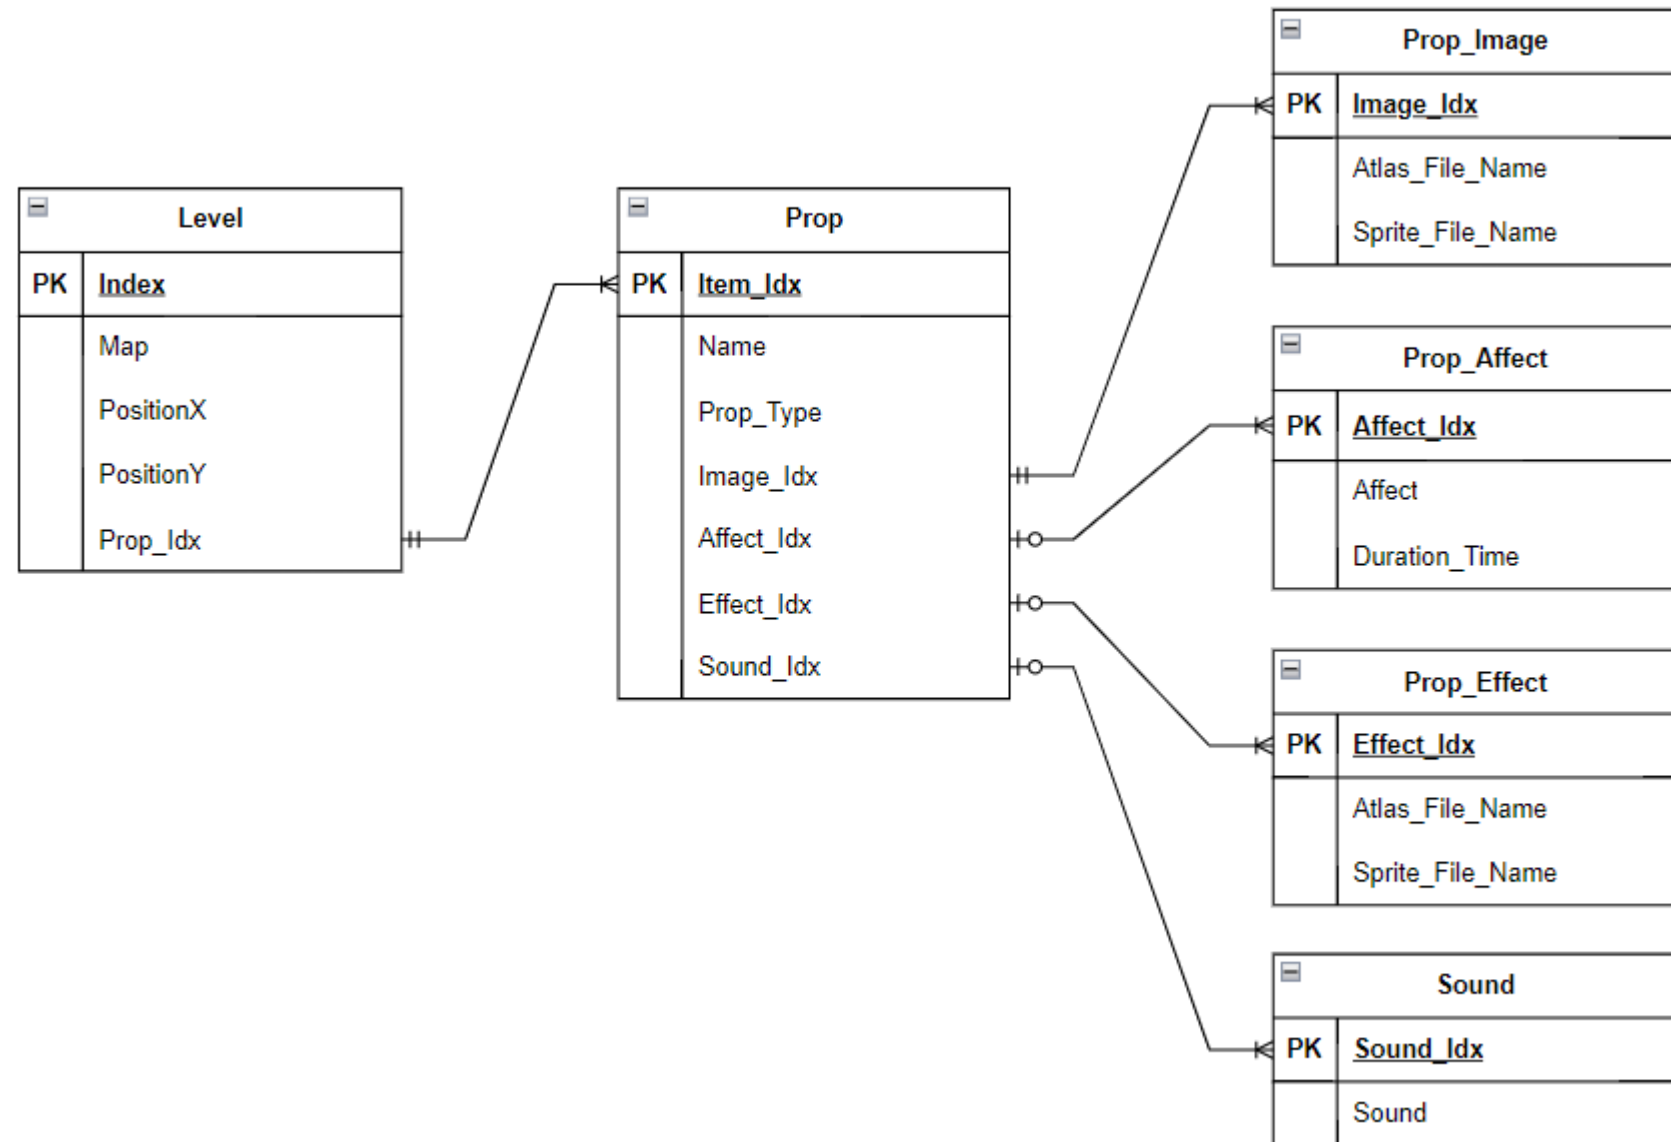 Level
PK Index
Map
PositionX
PositionY
Prop_Idx
Prop
PK Item_Idx
Name
Prop_Type
Image_Idx
Affect_Idx
Effect_Idx
Sound_Idx
Prop_Image
PK Image_Idx
Atlas_File_Name
Sprite_File_Name
Prop_Affect
PK Affect_Idx
Affect
Duration_Time
Prop_Effect
PK Effect_Idx
Atlas_File_Name
Sprite_File_Name
Sound
PK Sound_Idx
Sound